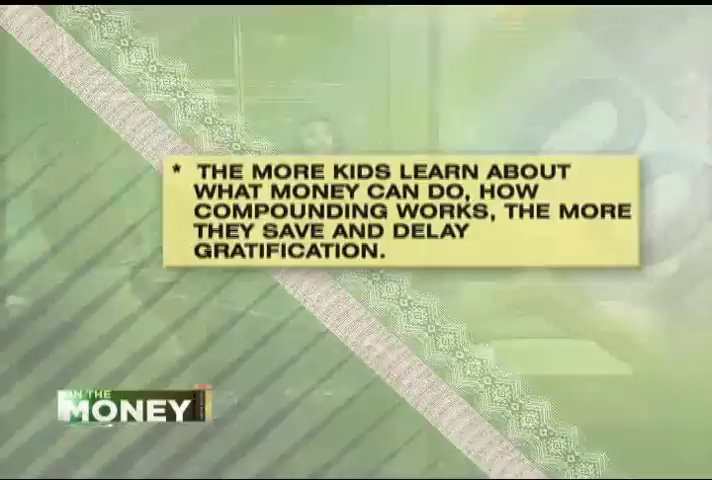 * THE MORE KIDS LEARN ABOUT
WHAT MONEY CAN DO, HOW
COMPOUNDING WORKS, THE MORE
THEY SAVE AND DELAY
GRATIFICATION.
ON THE
MONEY